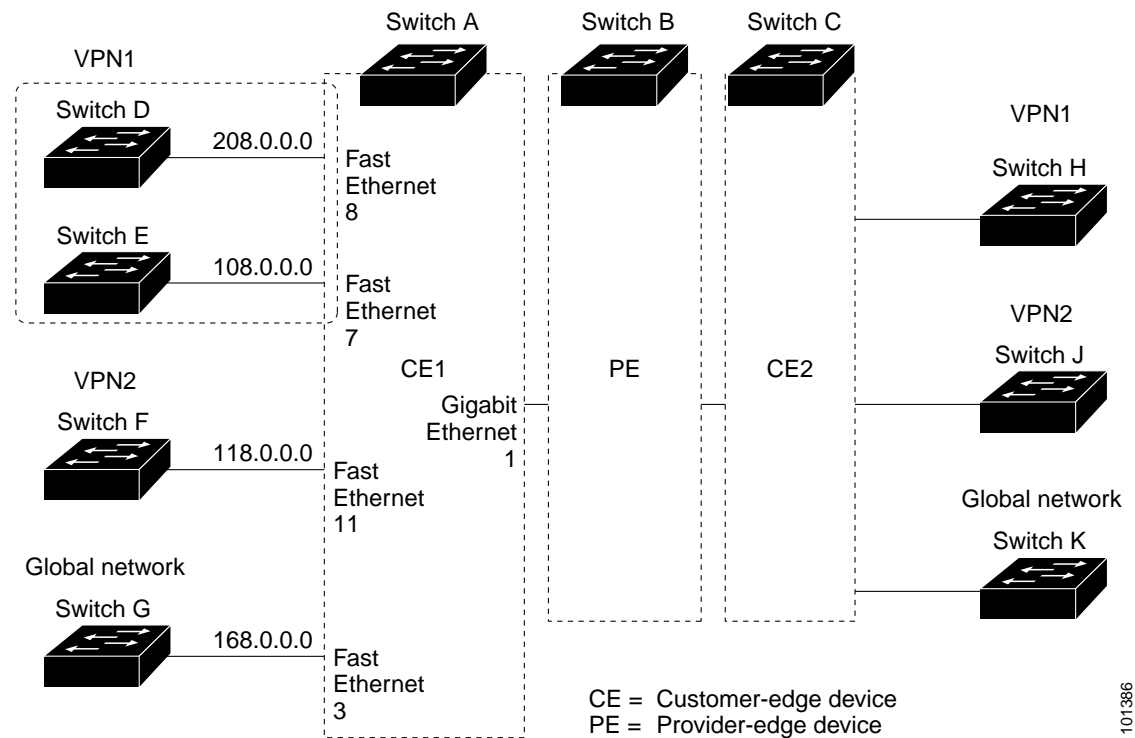 Switch A
Switch B
Switch C
VPN1
Switch D
208.0.0.0
Fast
Ethernet
8
Switch E
108.0.0.0
Fast
Ethernet
7
VPN2
Switch F
118.0.0.0
Fast
Ethernet
11
Global network
Switch G
168.0.0.0
Fast
Ethernet
3
CE1
Gigabit
Ethernet
1
PE
CE2
VPN1
Switch H
VPN2
Switch J
Global network
Switch K
CE = Customer-edge device
PE = Provider-edge device
101386